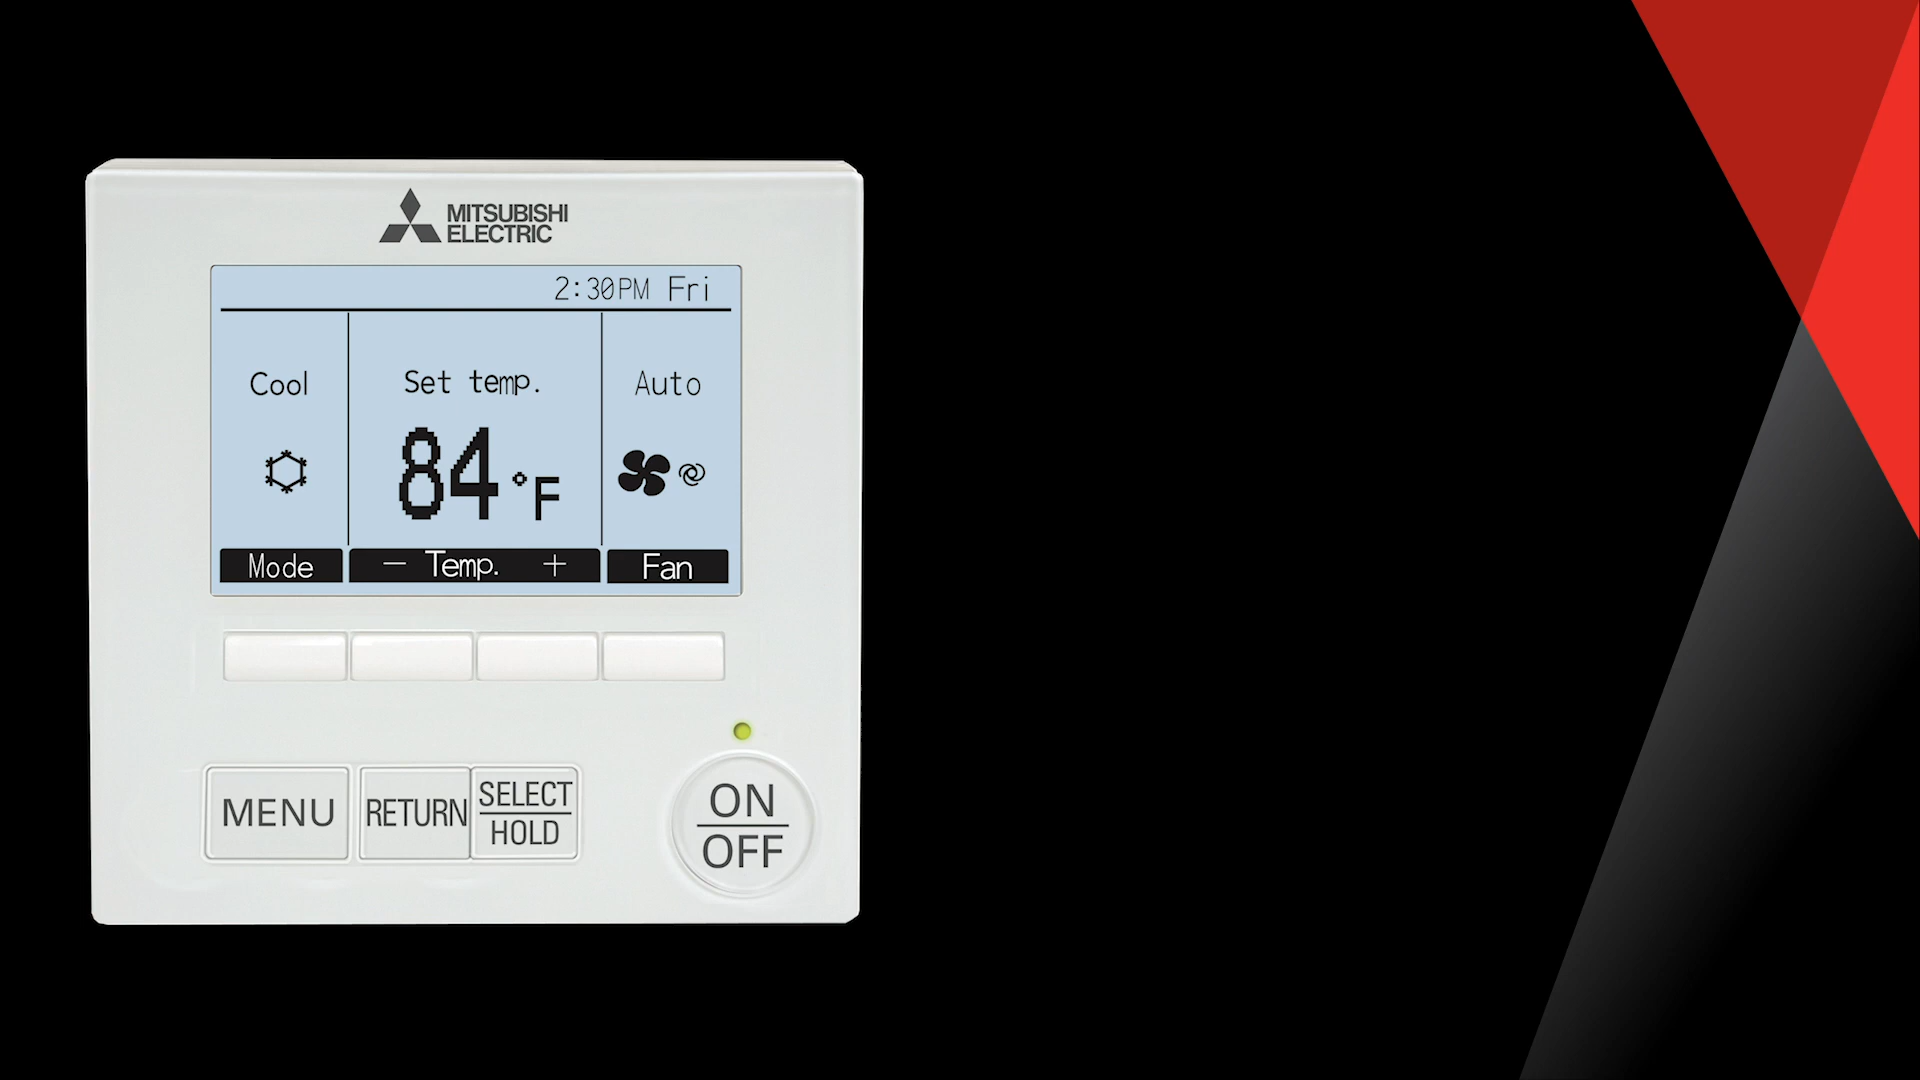 MITSUBISHI
ELECTRIC
2:30PM Fri
Cool
Set temp.
Auto
84°F
Mode
− Temp. +
Fan
MENU
RETURN
SELECT
HOLD
ON
OFF